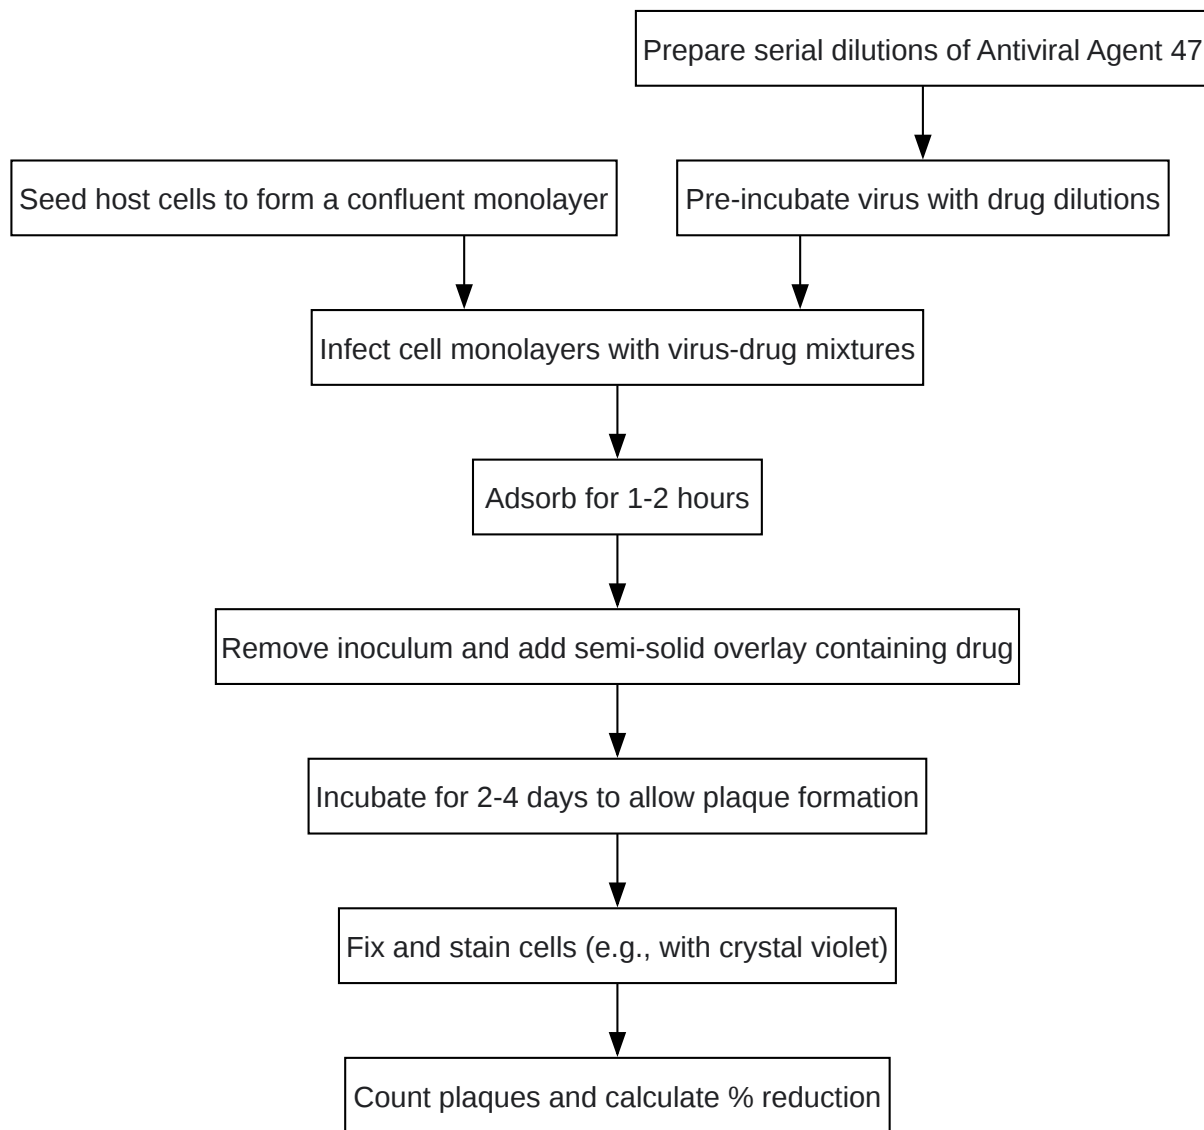 Prepare serial dilutions of Antiviral Agent 47
Seed host cells to form a confluent monolayer
Pre-incubate virus with drug dilutions
Infect cell monolayers with virus-drug mixtures
Adsorb for 1-2 hours
Remove inoculum and add semi-solid overlay containing drug
Incubate for 2-4 days to allow plaque formation
Fix and stain cells (e.g., with crystal violet)
Count plaques and calculate % reduction